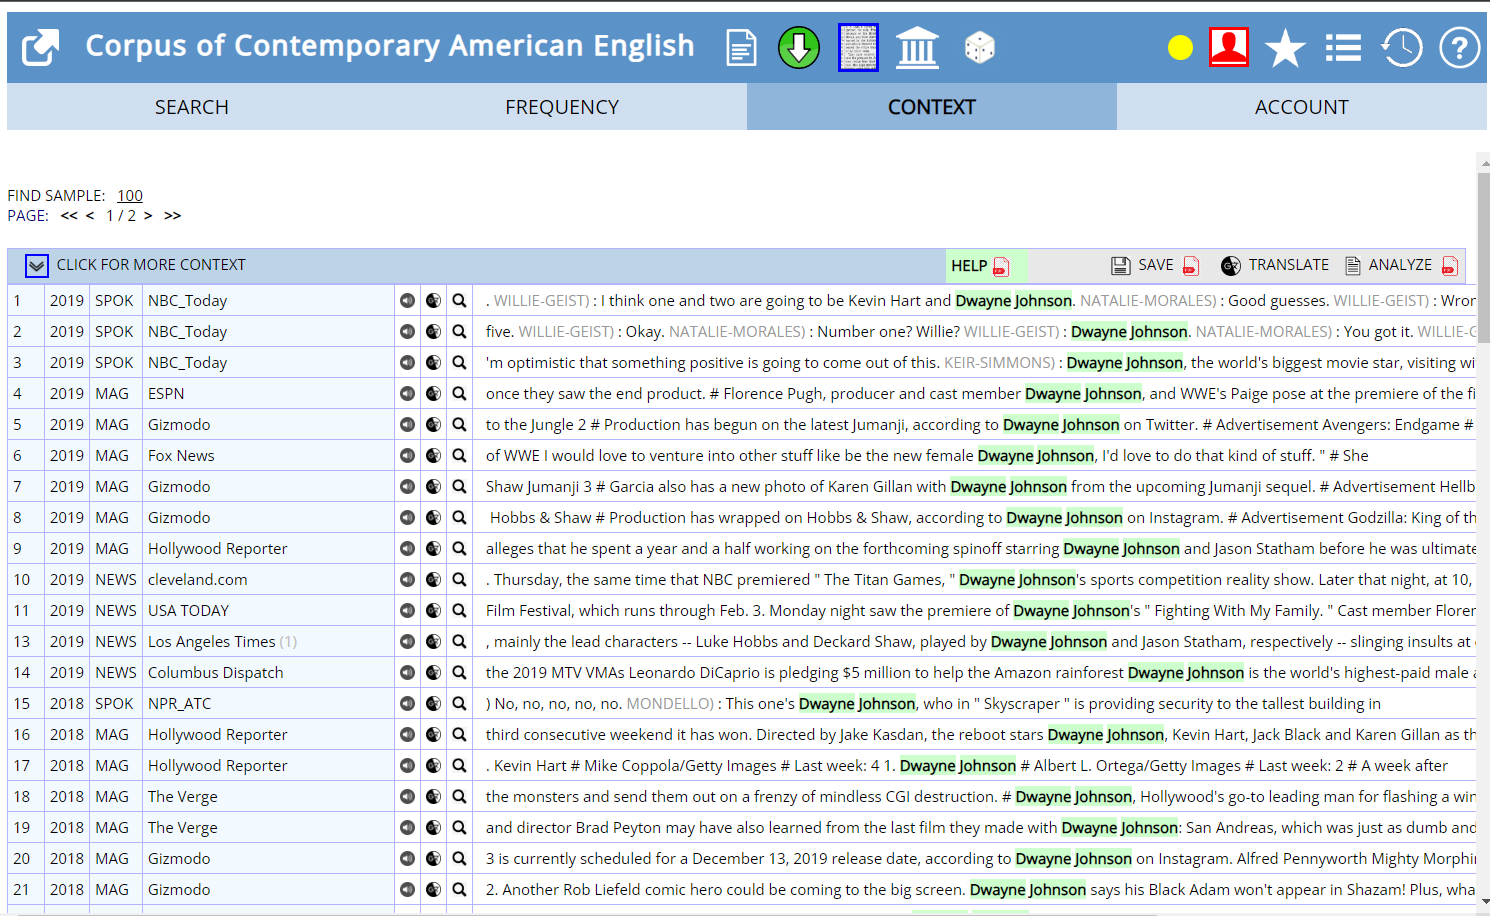 Corpus of Contemporary American English
SEARCH FREQUENCY CONTEXT ACCOUNT
FIND SAMPLE: 100
PAGE: << < 1 / 2 > >>
CLICK FOR MORE CONTEXT HELP SAVE TRANSLATE ANALYZE
1 2019 SPOK NBC_Today . WILLIE-GEIST) : I think one and two are going to be Kevin Hart and Dwayne Johnson. NATALIE-MORALES) : Good guesses. WILLIE-GEIST) : Wron
2 2019 SPOK NBC_Today five. WILLIE-GEIST) : Okay. NATALIE-MORALES) : Number one? Willie? WILLIE-GEIST) : Dwayne Johnson. NATALIE-MORALES) : You got it. WILLIE-G
3 2019 SPOK NBC_Today 'm optimistic that something positive is going to come out of this. KEIR-SIMMONS) : Dwayne Johnson, the world's biggest movie star, visiting wi
4 2019 MAG ESPN once they saw the end product. # Florence Pugh, producer and cast member Dwayne Johnson, and WWE's Paige pose at the premiere of the fi
5 2019 MAG Gizmodo to the Jungle 2 # Production has begun on the latest Jumanji, according to Dwayne Johnson on Twitter. # Advertisement Avengers: Endgame #
6 2019 MAG Fox News of WWE I would love to venture into other stuff like be the new female Dwayne Johnson, I'd love to do that kind of stuff. " # She
7 2019 MAG Gizmodo Shaw Jumanji 3 # Garcia also has a new photo of Karen Gillan with Dwayne Johnson from the upcoming Jumanji sequel. # Advertisement Hellb
8 2019 MAG Gizmodo Hobbs & Shaw # Production has wrapped on Hobbs & Shaw, according to Dwayne Johnson on Instagram. # Advertisement Godzilla: King of th
9 2019 MAG Hollywood Reporter alleges that he spent a year and a half working on the forthcoming spinoff starring Dwayne Johnson and Jason Statham before he was ultimate
10 2019 NEWS cleveland.com . Thursday, the same time that NBC premiered " The Titan Games, " Dwayne Johnson's sports competition reality show. Later that night, at 10,
11 2019 NEWS USA TODAY Film Festival, which runs through Feb. 3. Monday night saw the premiere of Dwayne Johnson's " Fighting With My Family. " Cast member Floren
13 2019 NEWS Los Angeles Times (1) , mainly the lead characters -- Luke Hobbs and Deckard Shaw, played by Dwayne Johnson and Jason Statham, respectively -- slinging insults at
14 2019 NEWS Columbus Dispatch the 2019 MTV VMAs Leonardo DiCaprio is pledging $5 million to help the Amazon rainforest Dwayne Johnson is the world's highest-paid male a
15 2018 SPOK NPR_ATC ) No, no, no, no, no. MONDELLO) : This one's Dwayne Johnson, who in " Skyscraper " is providing security to the tallest building in
16 2018 MAG Hollywood Reporter third consecutive weekend it has won. Directed by Jake Kasdan, the reboot stars Dwayne Johnson, Kevin Hart, Jack Black and Karen Gillan as th
17 2018 MAG Hollywood Reporter . Kevin Hart # Mike Coppola/Getty Images # Last week: 4 1. Dwayne Johnson # Albert L. Ortega/Getty Images # Last week: 2 # A week after
18 2018 MAG The Verge the monsters and send them out on a frenzy of mindless CGI destruction. # Dwayne Johnson, Hollywood's go-to leading man for flashing a win
19 2018 MAG The Verge and director Brad Peyton may have also learned from the last film they made with Dwayne Johnson: San Andreas, which was just as dumb and
20 2018 MAG Gizmodo 3 is currently scheduled for a December 13, 2019 release date, according to Dwayne Johnson on Instagram. Alfred Pennyworth Mighty Morphi
21 2018 MAG Gizmodo 2. Another Rob Liefeld comic hero could be coming to the big screen. Dwayne Johnson says his Black Adam won't appear in Shazam! Plus, wha